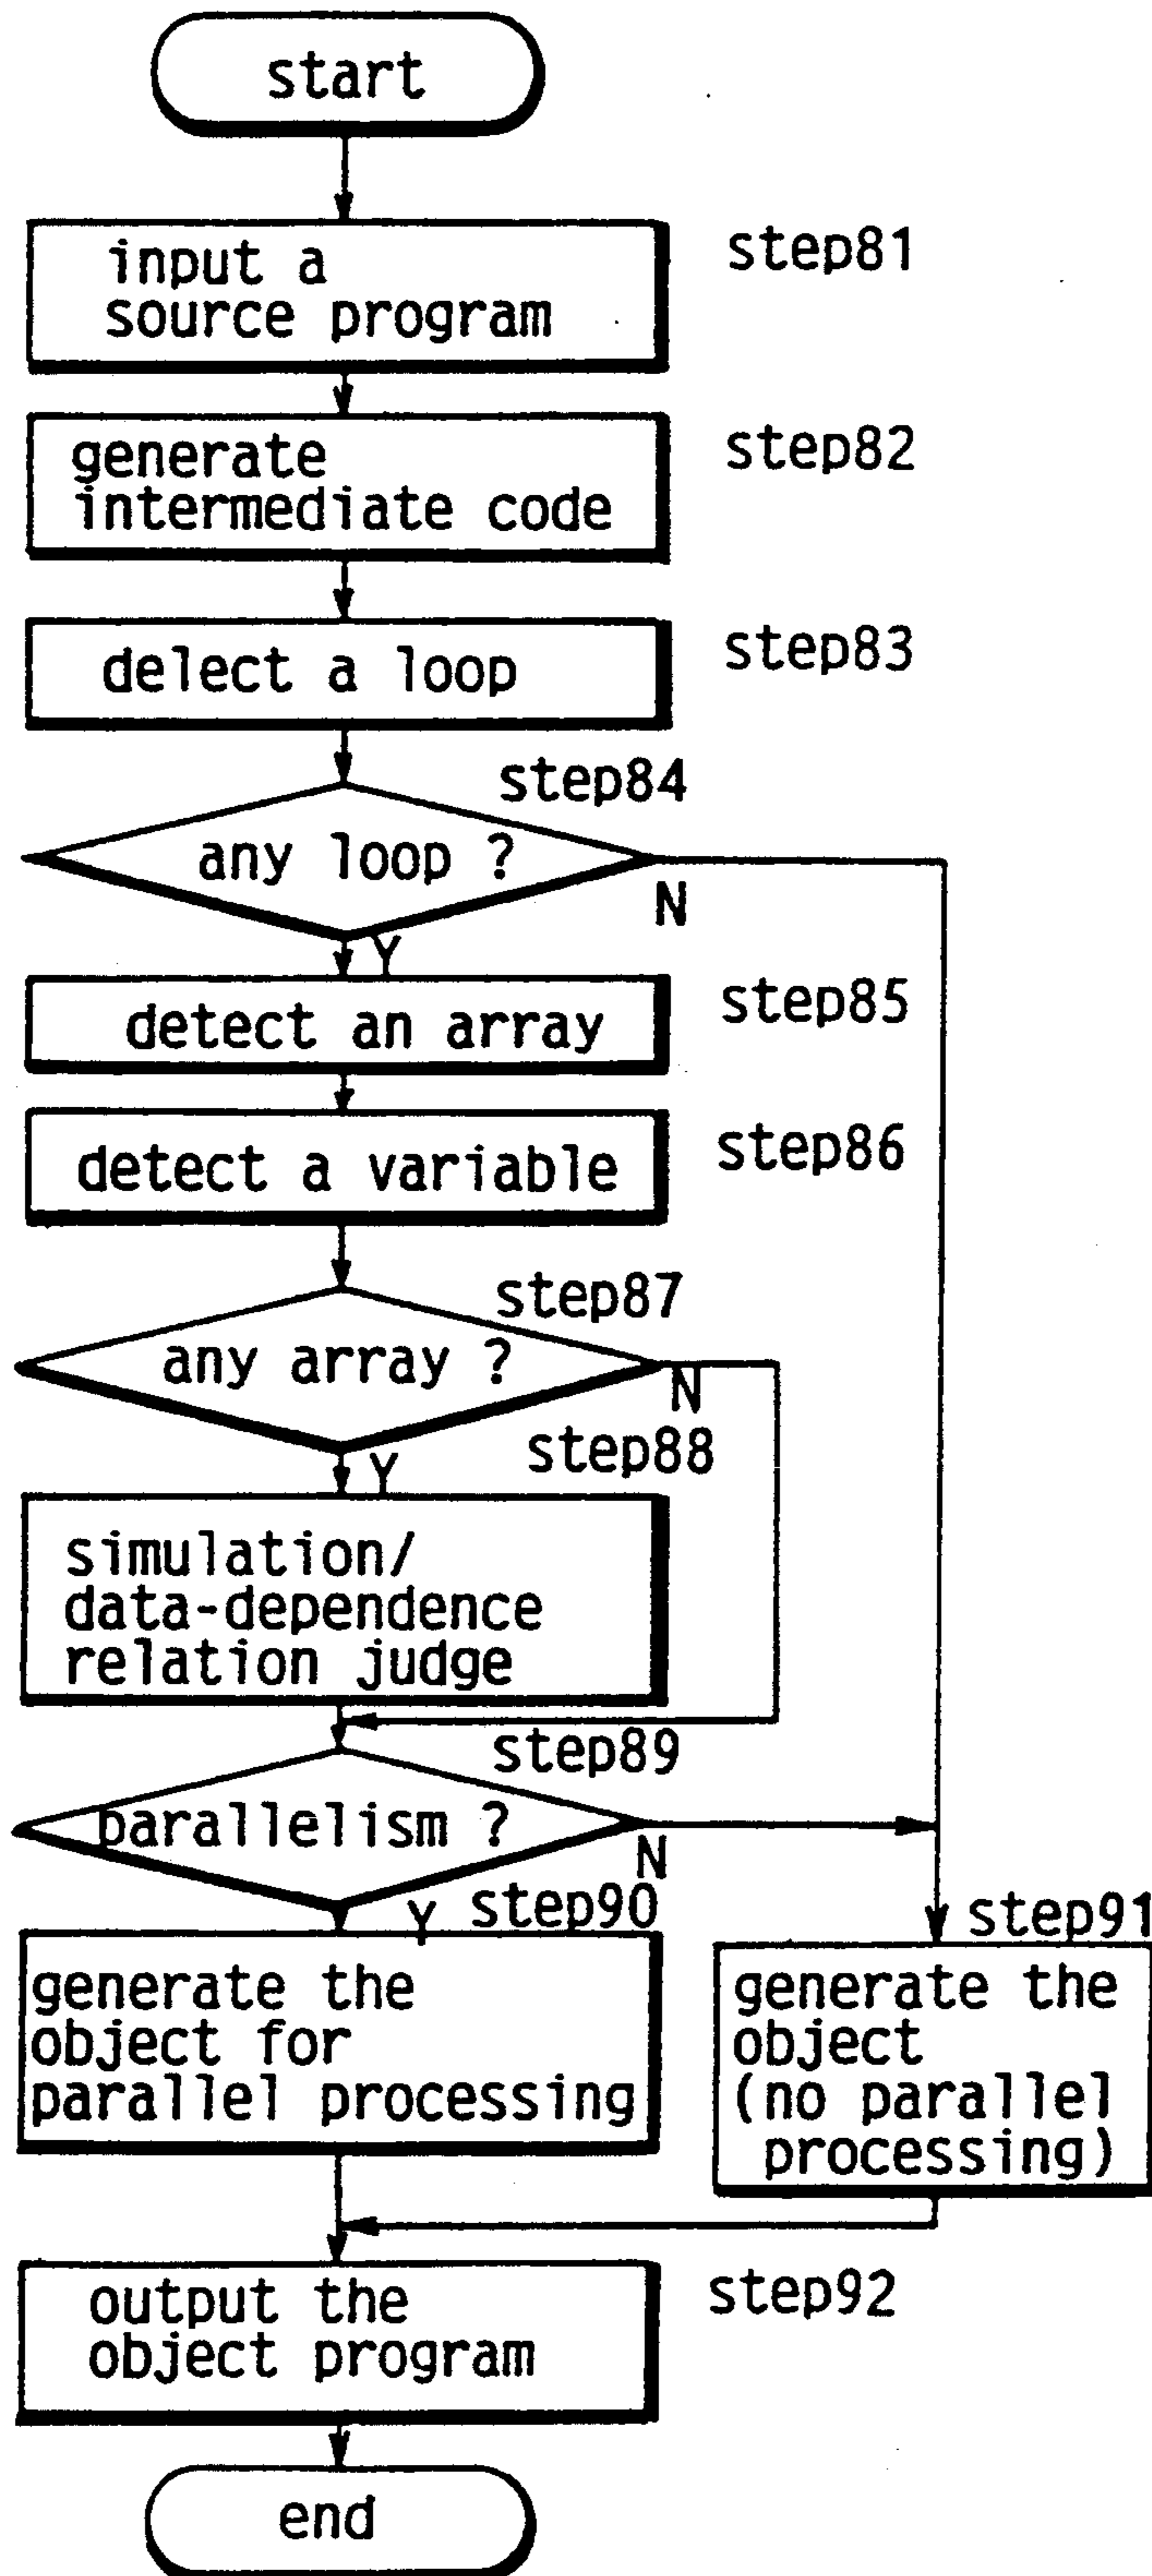 start
input a
source program
step81
generate
intermediate code
step82
delect a loop
step83
step84
any loop ?
N
Y
detect an array
step85
detect a variable
step86
step87
any array ?
N
step88
Y
simulation/
data-dependence
relation judge
step89
parallelism ?
N
Y
step90
generate the
object for
parallel processing
step91
generate the
object
(no parallel
processing)
output the
object program
step92
end